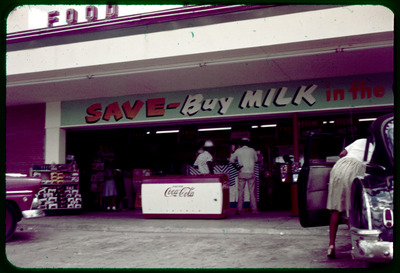 FOOD
SAVE-Buy MILK in the
Coca-Cola